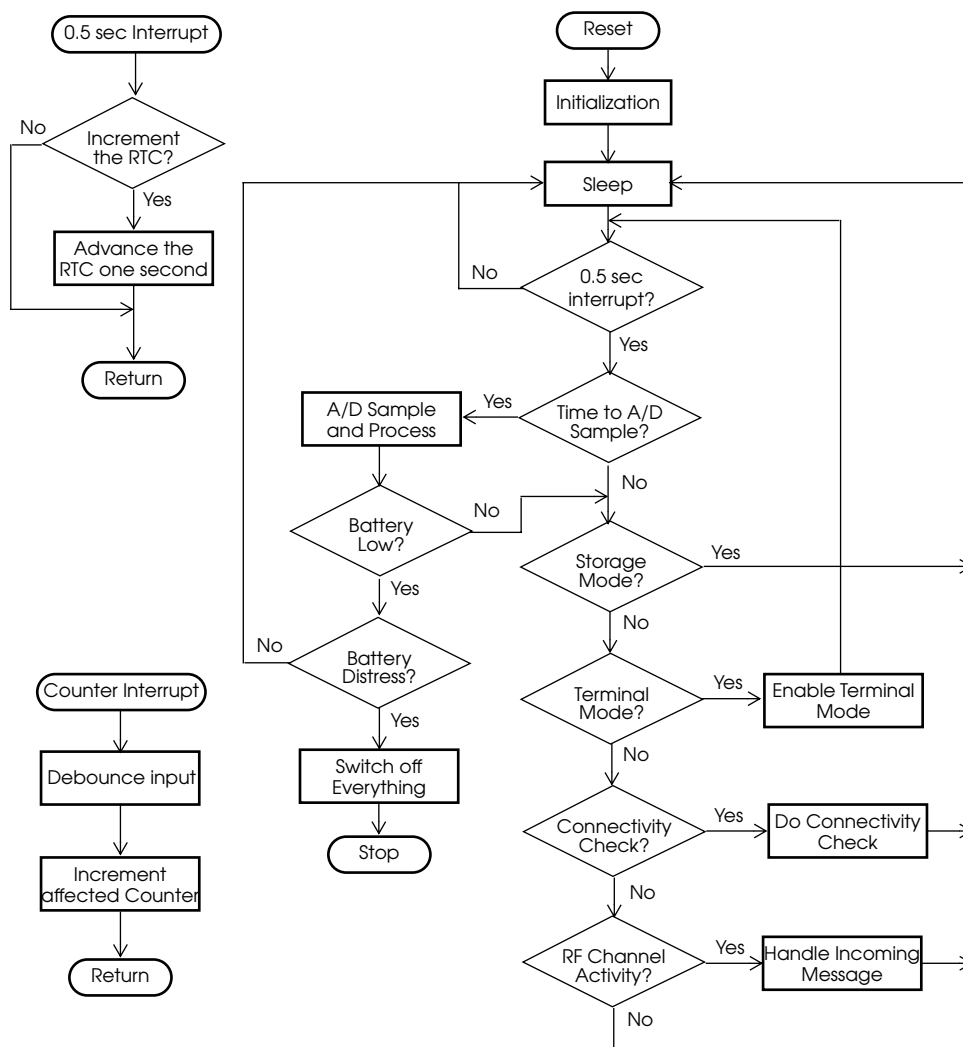 0.5 sec Interrupt
No
Increment
the RTC?
Yes
Advance the
RTC one second
Return
Reset
Initialization
Sleep
No
0.5 sec
interrupt?
Yes
A/D Sample
and Process
Yes
Time to A/D
Sample?
No
Battery
Low?
No
Yes
Storage
Mode?
Yes
No
No
Battery
Distress?
Yes
Terminal
Mode?
Yes
Enable Terminal
Mode
No
Switch off
Everything
Stop
Connectivity
Check?
Yes
Do Connectivity
Check
No
RF Channel
Activity?
Yes
Handle Incoming
Message
No
Counter Interrupt
Debounce input
Increment
affected Counter
Return